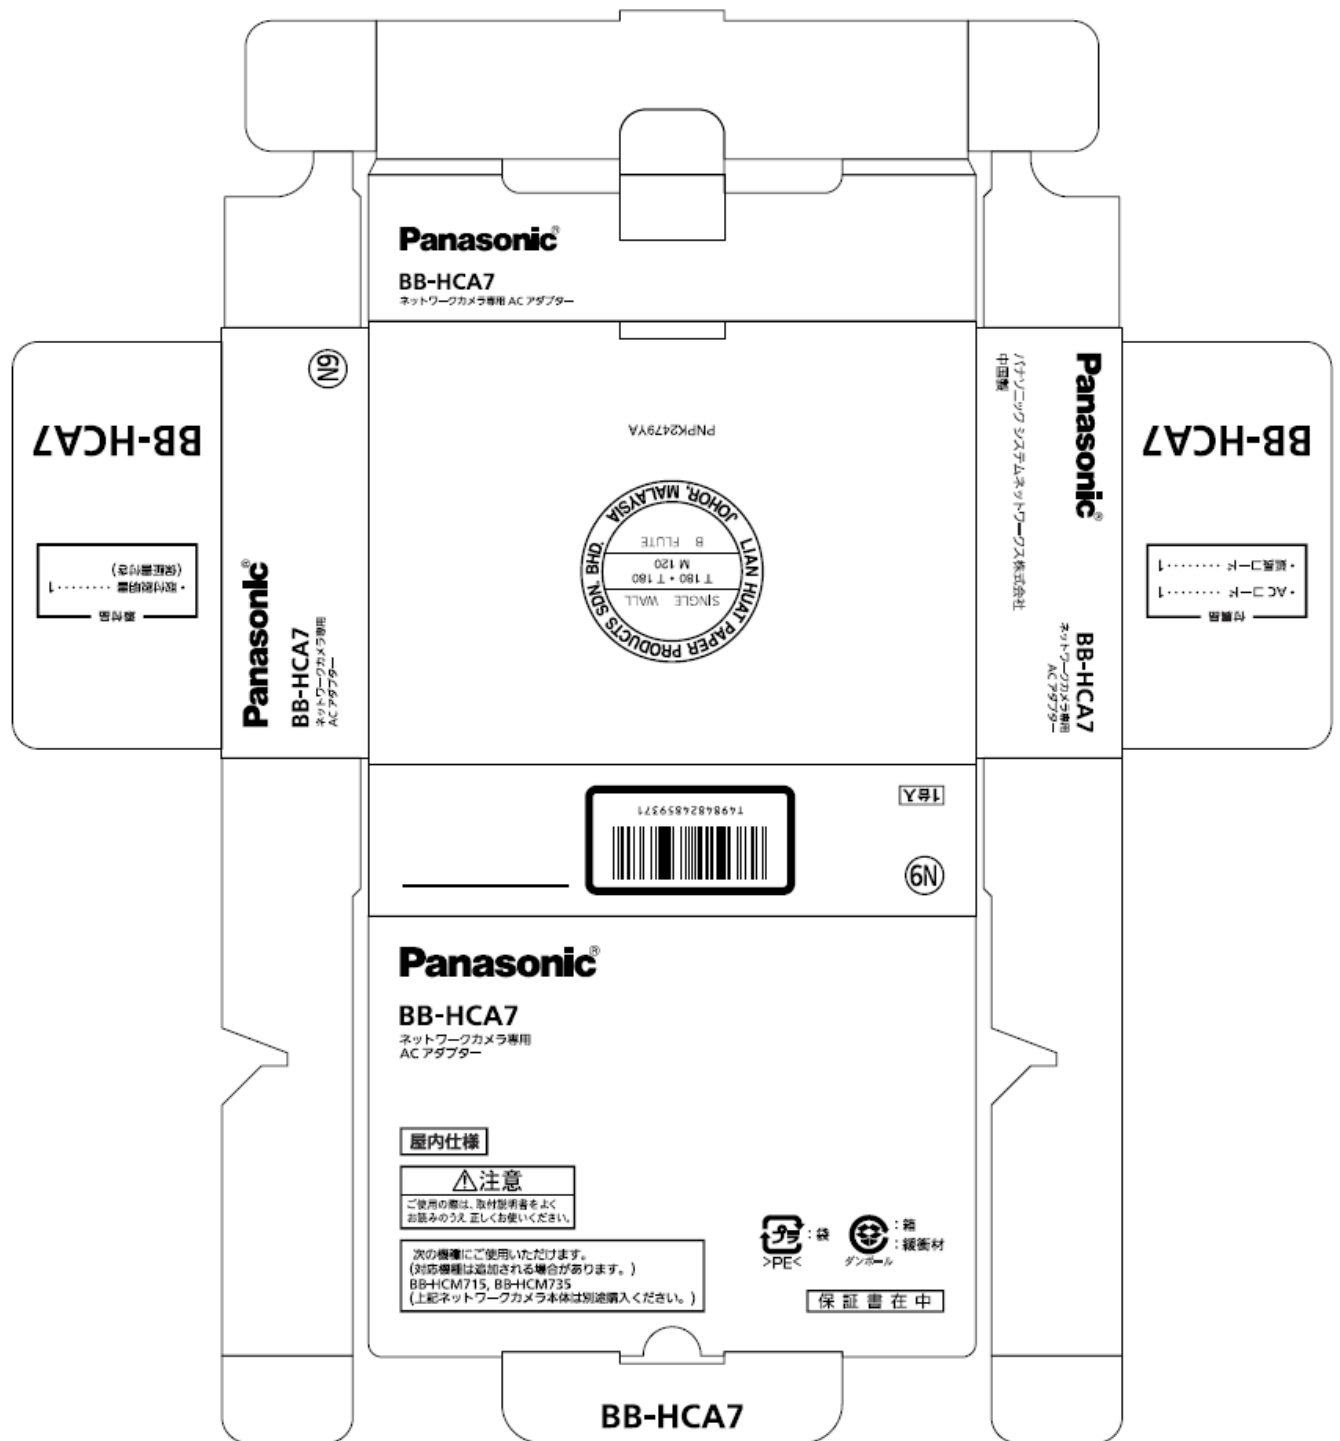 Panasonic®
BB-HCA7
ネットワークカメラ専用 AC アダプター
6N
BB-HCA7
添付品
・取付説明書 ········1
(保証書付き)
Panasonic®
BB-HCA7
ネットワークカメラ専用
AC アダプター
PNPK2479YA
LIAN HUAT PAPER PRODUCTS SDN. BHD.
JOHOR, MALAYSIA
SINGLE WALL
T 180・T 180
M 120
B FLUTE
Panasonic®
BB-HCA7
ネットワークカメラ専用
AC アダプター
パナソニック システムネットワークス株式会社
中国製
BB-HCA7
付属品
・AC コード ········1
・延長コード ········1
1台入
T4984824859371
6N
Panasonic®
BB-HCA7
ネットワークカメラ専用
AC アダプター
屋内仕様
注意
ご使用の際は、取付説明書をよく
お読みのうえ 正しくお使いください。
次の機種にご使用いただけます。
(対応機種は追加される場合があります。)
BB-HCM715, BB-HCM735
(上記ネットワークカメラ本体は別途購入ください。)
プラ
:袋
>PE<
:箱
:緩衝材
ダンボール
保証書在中
BB-HCA7